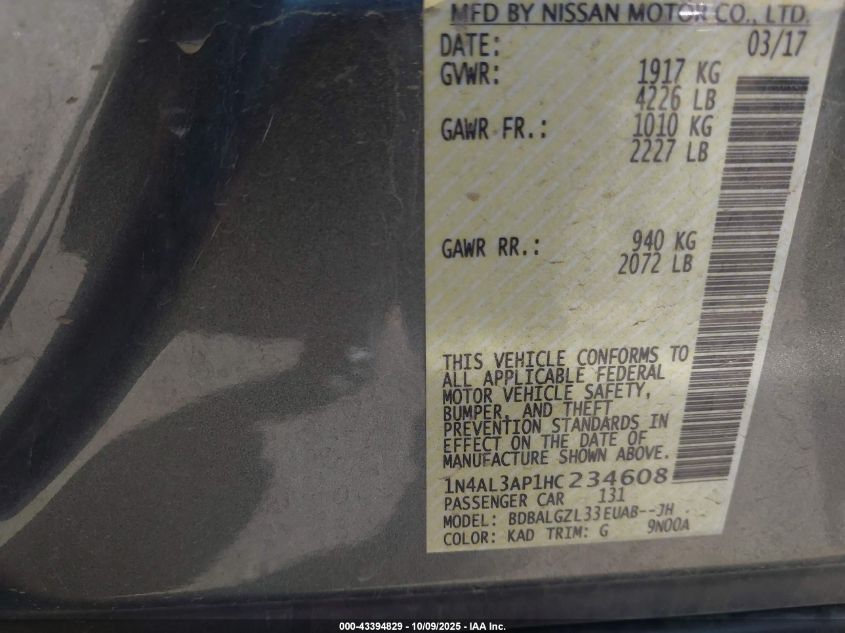 MFD BY NISSAN MOTOR CO., LTD.
DATE: 03/17
GVWR: 1917 KG
4226 LB
GAWR FR.: 1010 KG
2227 LB
GAWR RR.: 940 KG
2072 LB
THIS VEHICLE CONFORMS TO
ALL APPLICABLE FEDERAL
MOTOR VEHICLE SAFETY,
BUMPER, AND THEFT
PREVENTION STANDARDS IN
EFFECT ON THE DATE OF
MANUFACTURE SHOWN ABOVE.
1N4AL3AP1HC234608
PASSENGER CAR 131
MODEL: BDBALGZL33EUAB--JH
COLOR: KAD TRIM: G 9N00A
000-43394829 - 10/09/2025 - IAA Inc.